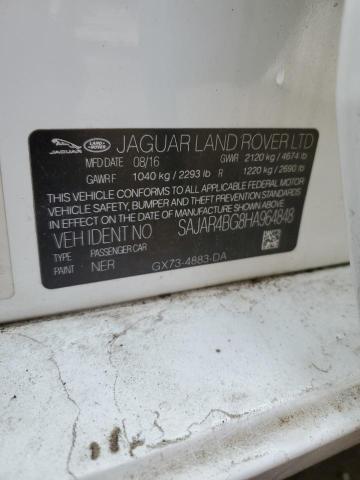 JAGUAR LAND ROVER JAGUAR LAND ROVER LTD
MFD DATE 08/16 GWR 2120 kg / 4674 lb
GAWR F 1040 kg / 2293 lb R 1220 kg / 2690 lb
THIS VEHICLE CONFORMS TO ALL APPLICABLE FEDERAL MOTOR
VEHICLE SAFETY, BUMPER AND THEFT PREVENTION STANDARDS
IN EFFECT ON THE DATE OF MANUFACTURE SHOWN ABOVE
VEH IDENT NO SAJAR4BG8HA964848
TYPE PASSENGER CAR
PAINT NER GX73-4883-DA